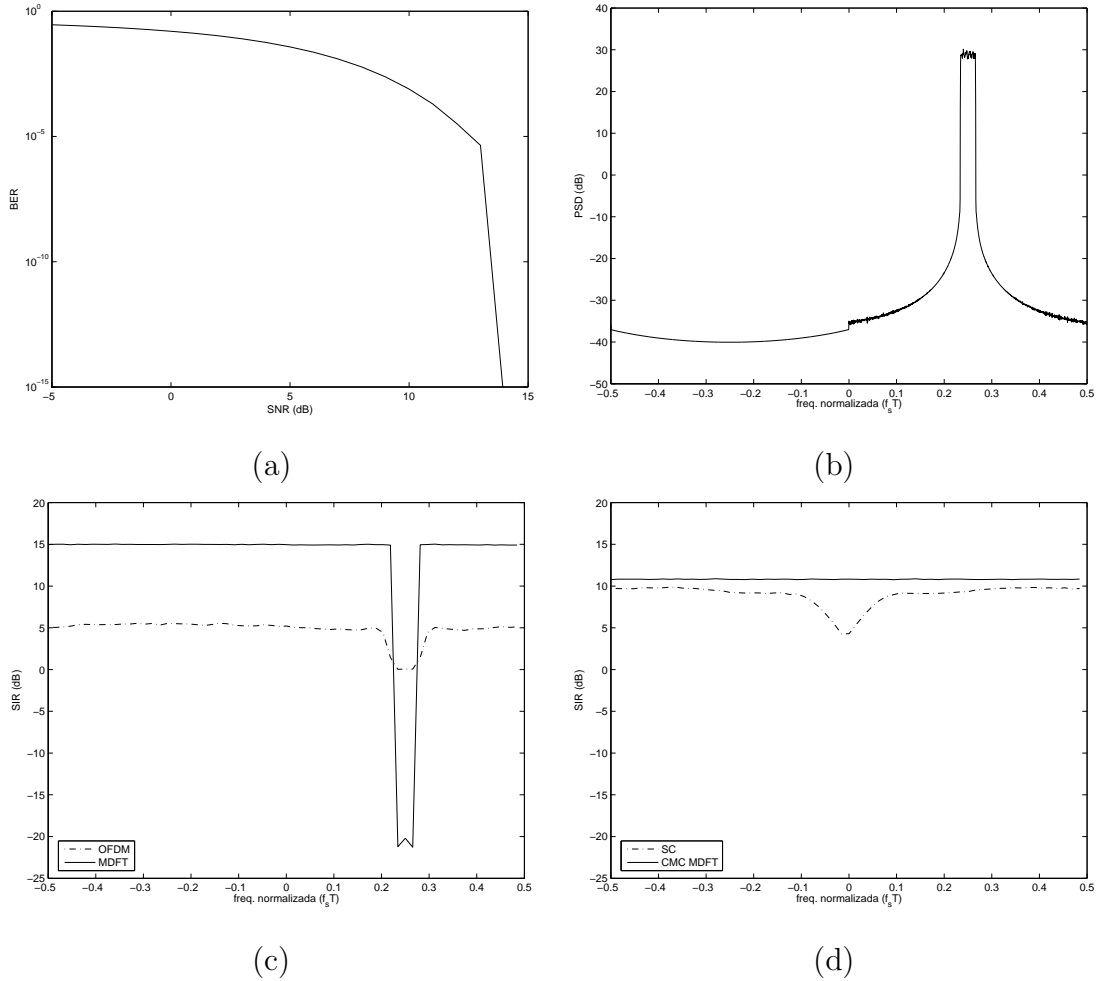 10^0
10^−5
10^−10
10^−15
BER
−5 0 5 10 15
SNR (dB)
(a)
40
30
20
10
0
−10
−20
−30
−40
−50
PSD (dB)
−0.5 −0.4 −0.3 −0.2 −0.1 0 0.1 0.2 0.3 0.4 0.5
freq. normalizada (f_sT)
(b)
20
15
10
5
0
−5
−10
−15
−20
−25
SIR (dB)
OFDM
MDFT
−0.5 −0.4 −0.3 −0.2 −0.1 0 0.1 0.2 0.3 0.4 0.5
freq. normalizada (f_sT)
(c)
20
15
10
5
0
−5
−10
−15
−20
−25
SIR (dB)
SC
CMC MDFT
−0.5 −0.4 −0.3 −0.2 −0.1 0 0.1 0.2 0.3 0.4 0.5
freq. normalizada (f_sT)
(d)